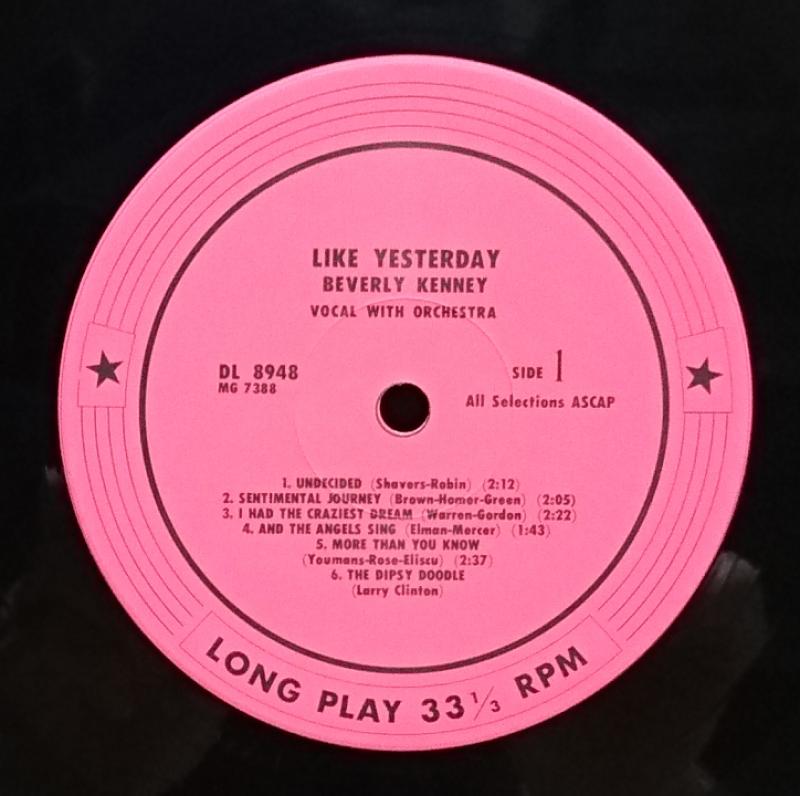 LIKE YESTERDAY
BEVERLY KENNEY
VOCAL WITH ORCHESTRA
DL 8948
MG 7388
SIDE 1
All Selections ASCAP
1. UNDECIDED (Shavers-Robin) (2:12)
2. SENTIMENTAL JOURNEY (Brown-Homer-Green) (2:05)
3. I HAD THE CRAZIEST DREAM (Warren-Gordon) (2:22)
4. AND THE ANGELS SING (Elman-Mercer) (1:43)
5. MORE THAN YOU KNOW
(Youmans-Rose-Eliscu) (2:37)
6. THE DIPSY DOODLE
(Larry Clinton)
LONG PLAY 33 1/3 RPM